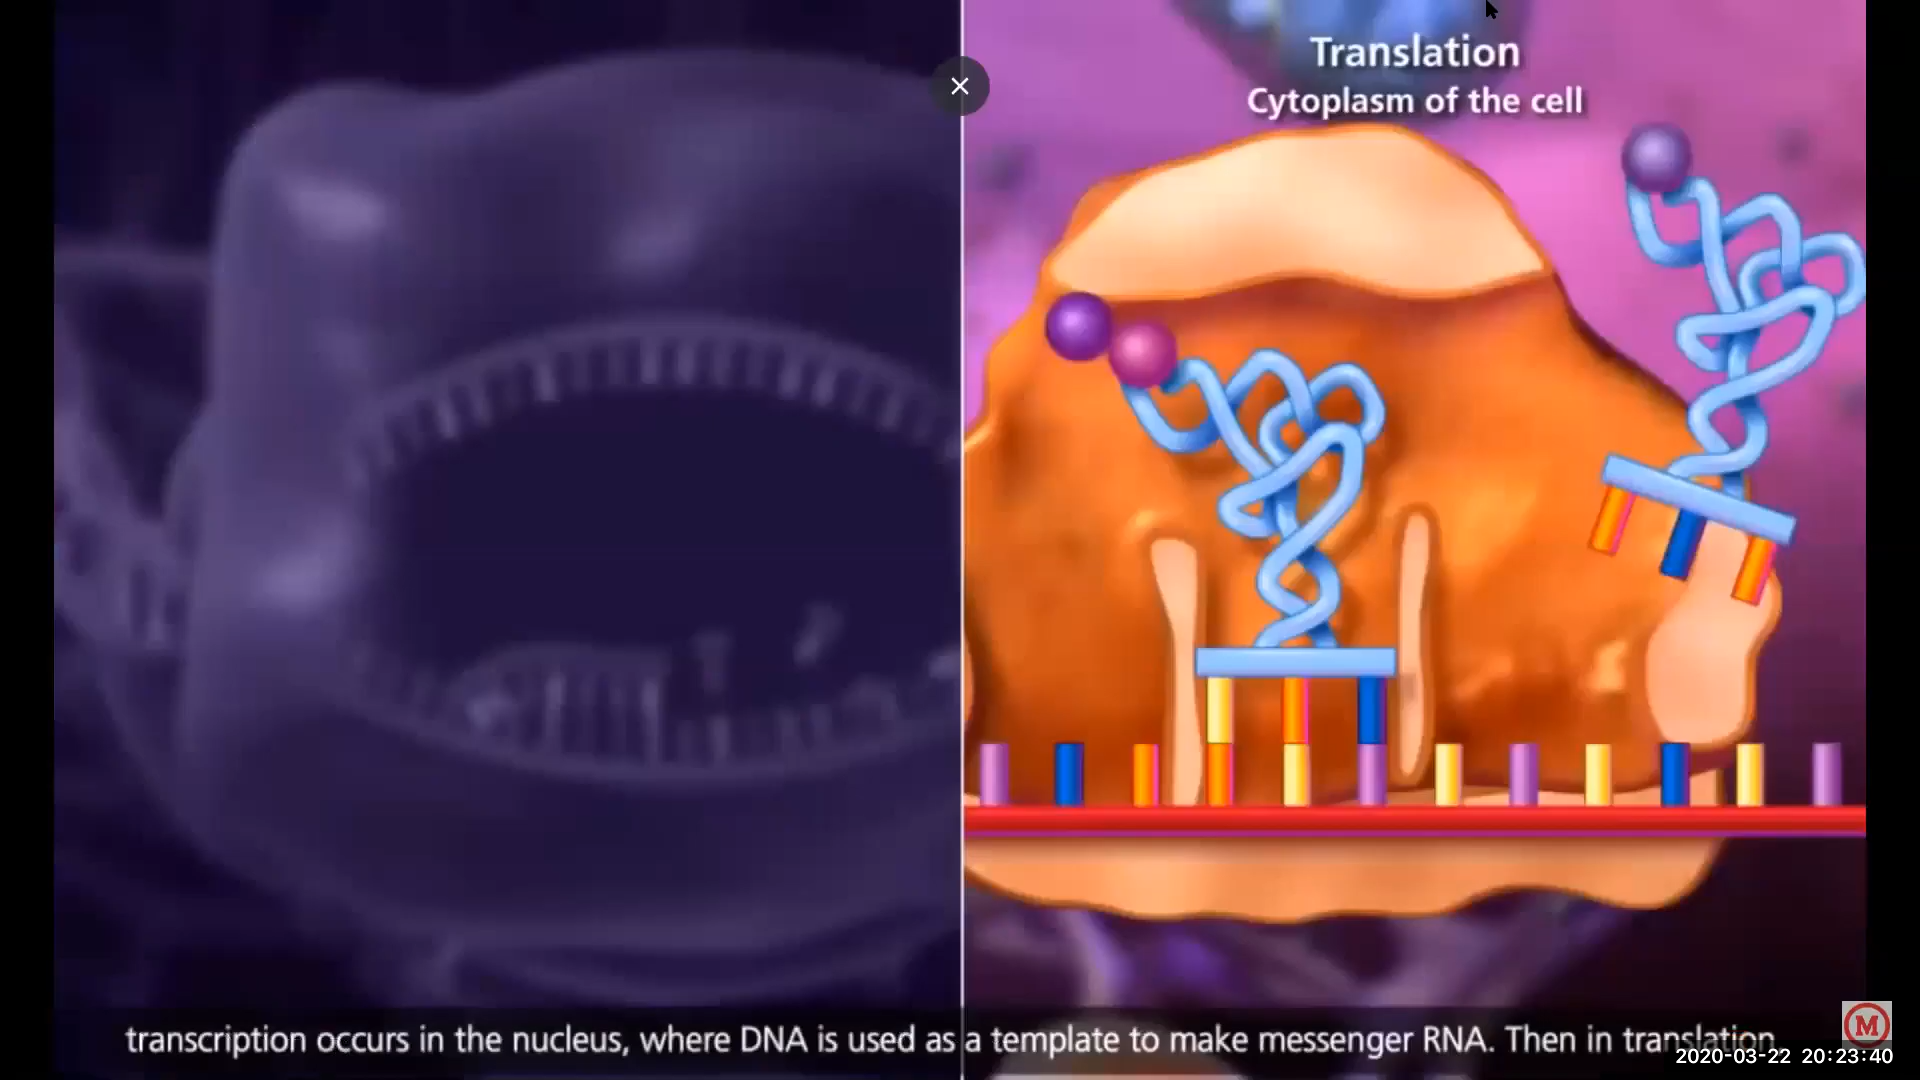 Translation
Cytoplasm of the cell
transcription occurs in the nucleus, where DNA is used as a template to make messenger RNA. Then in translation,
M
2020-03-22 20:23:40